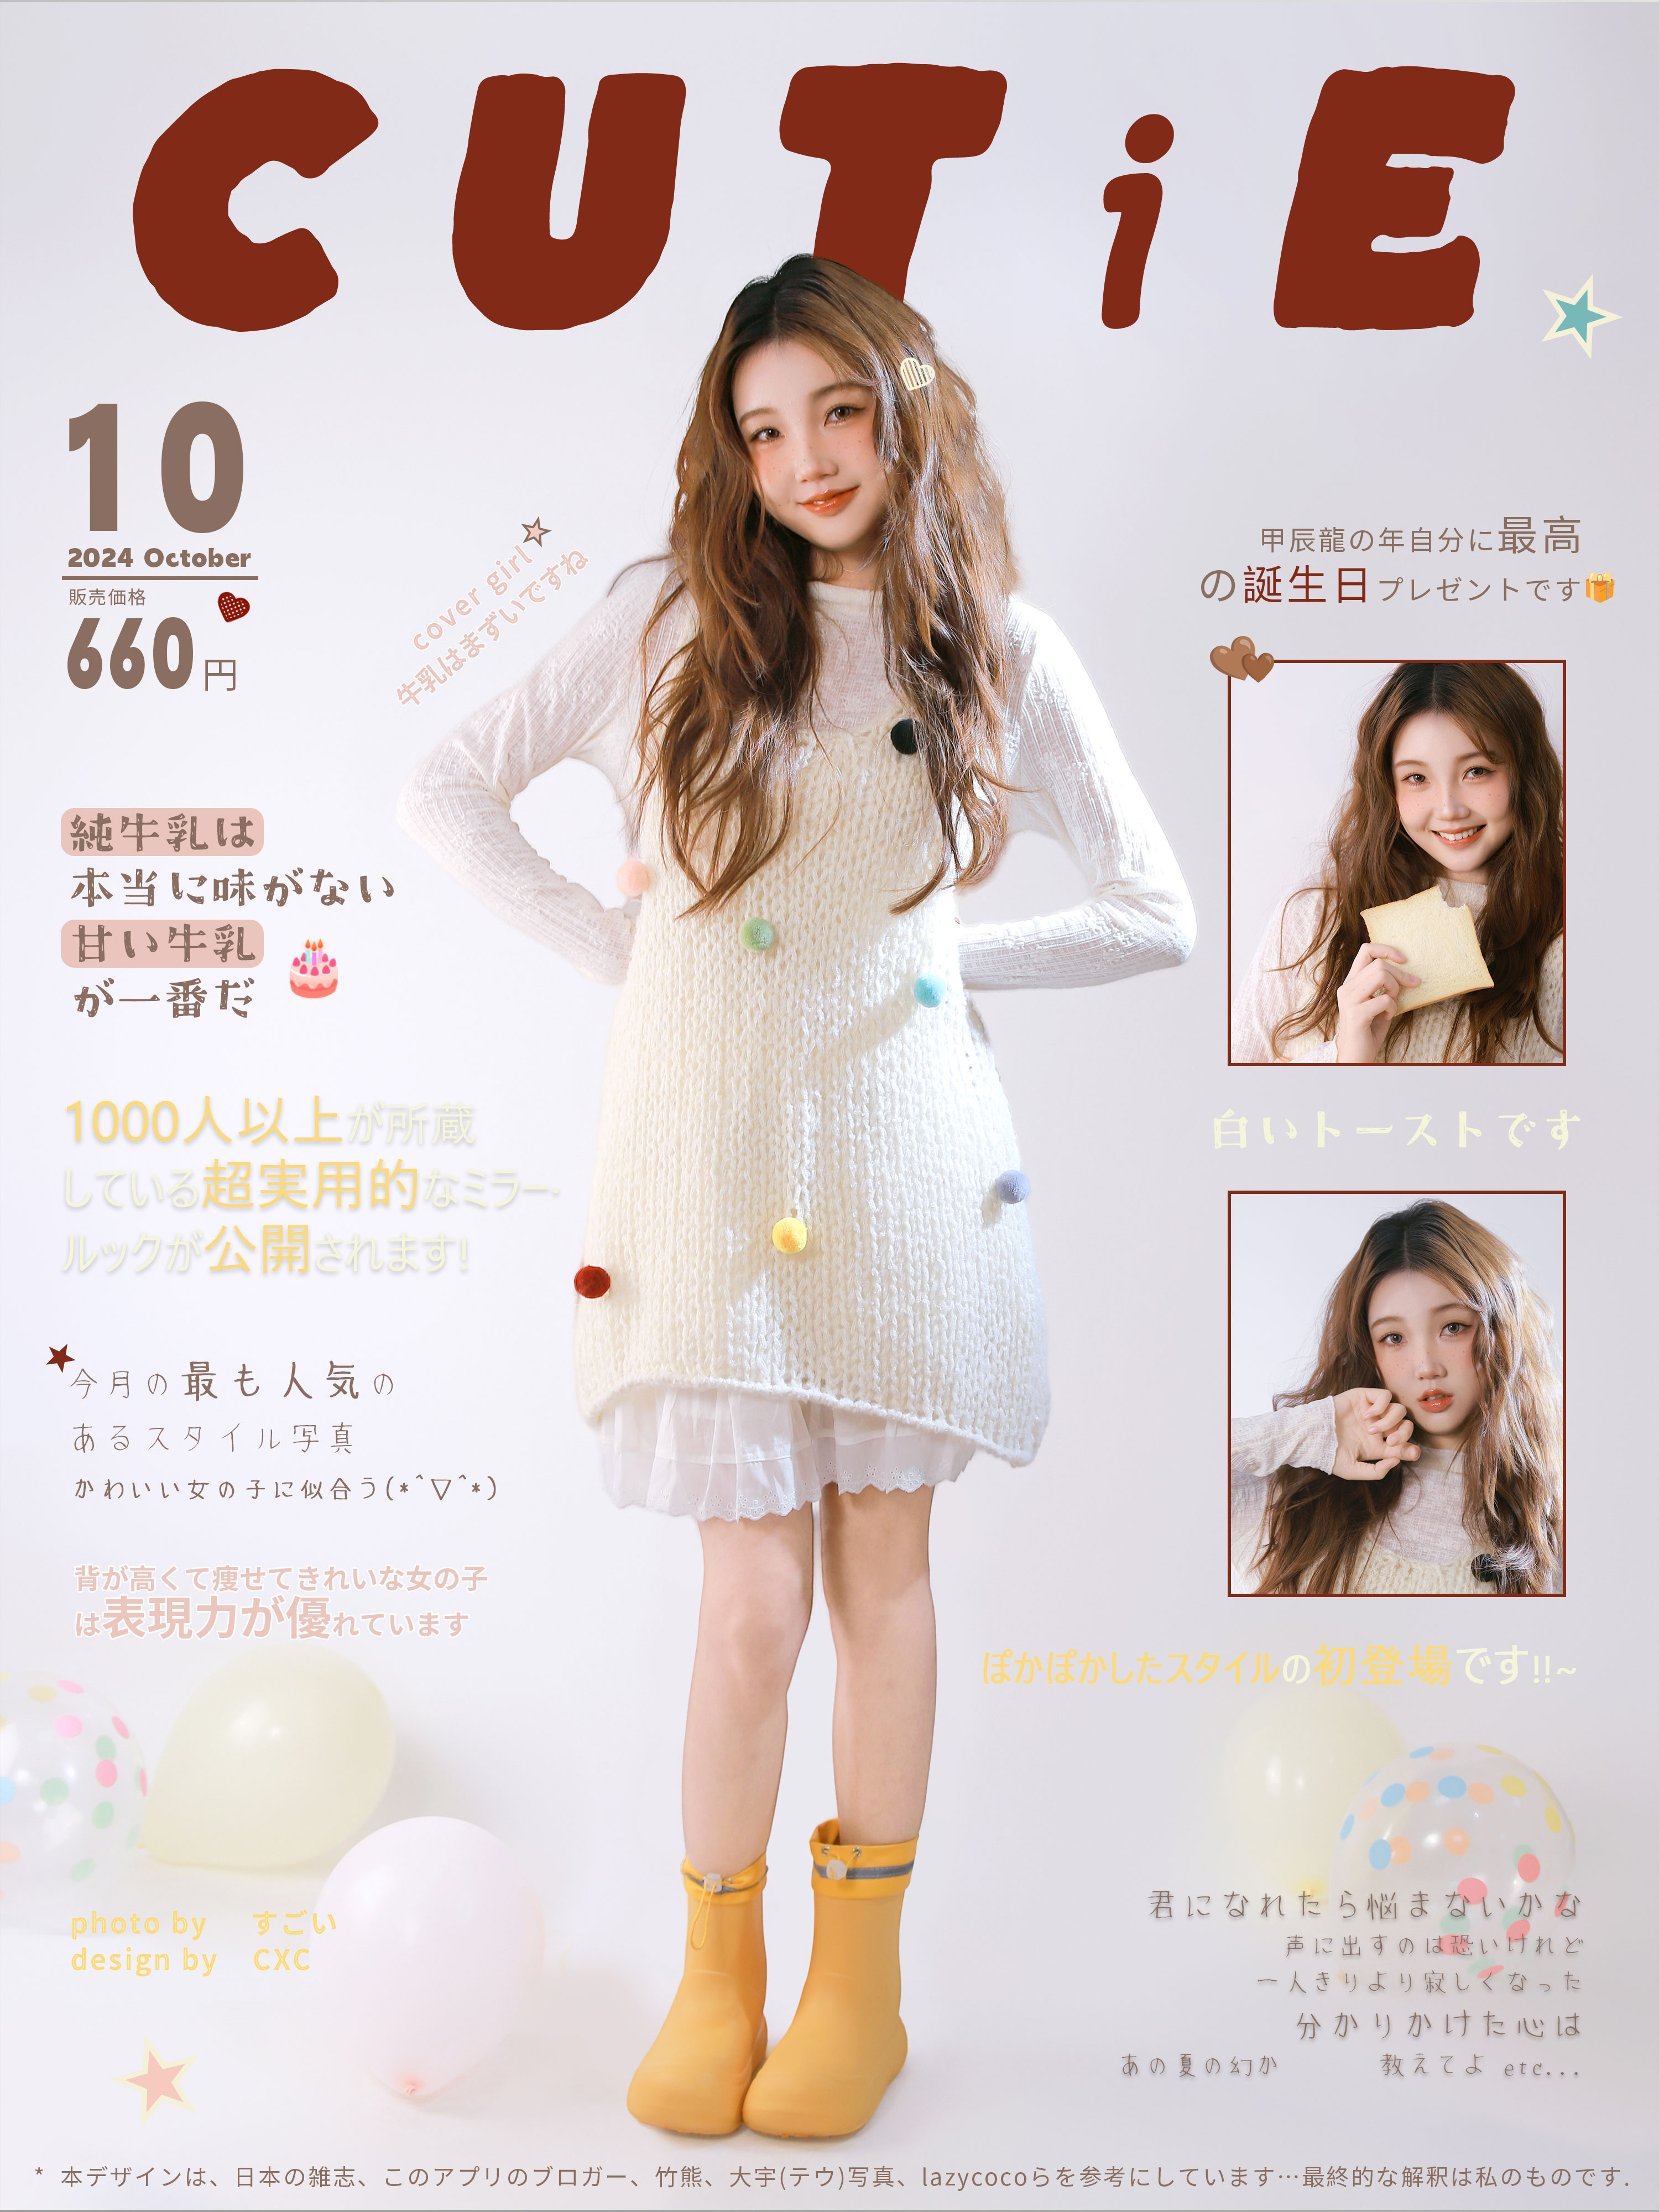 CUTiE
10
2024 October
販売価格
660 円
cover girl
牛乳はまずいですね
甲辰龍の年自分に最高
の誕生日プレゼントです
純牛乳は
本当に味がない
甘い牛乳
が一番だ
白いトーストです
1000人以上が所蔵
している超実用的なミラー·
ルックが公開されます!
今月の最も人気の
あるスタイル写真
かわいい女の子に似合う(*ˆ▽ˆ*)
背が高くて痩せてきれいな女の子
は表現力が優れています
ぽかぽかしたスタイルの初登場です!!~
photo by すごい
design by CXC
君になれたら悩まないかな
声に出すのは恐いけれど
一人きりより寂しくなった
分かりかけた心は
あの夏の幻か 教えてよ etc...
* 本デザインは、日本の雑志、このアプリのブロガー、竹熊、大宇(テウ)写真、lazycocoらを参考にしています…最終的な解釈は私のものです.